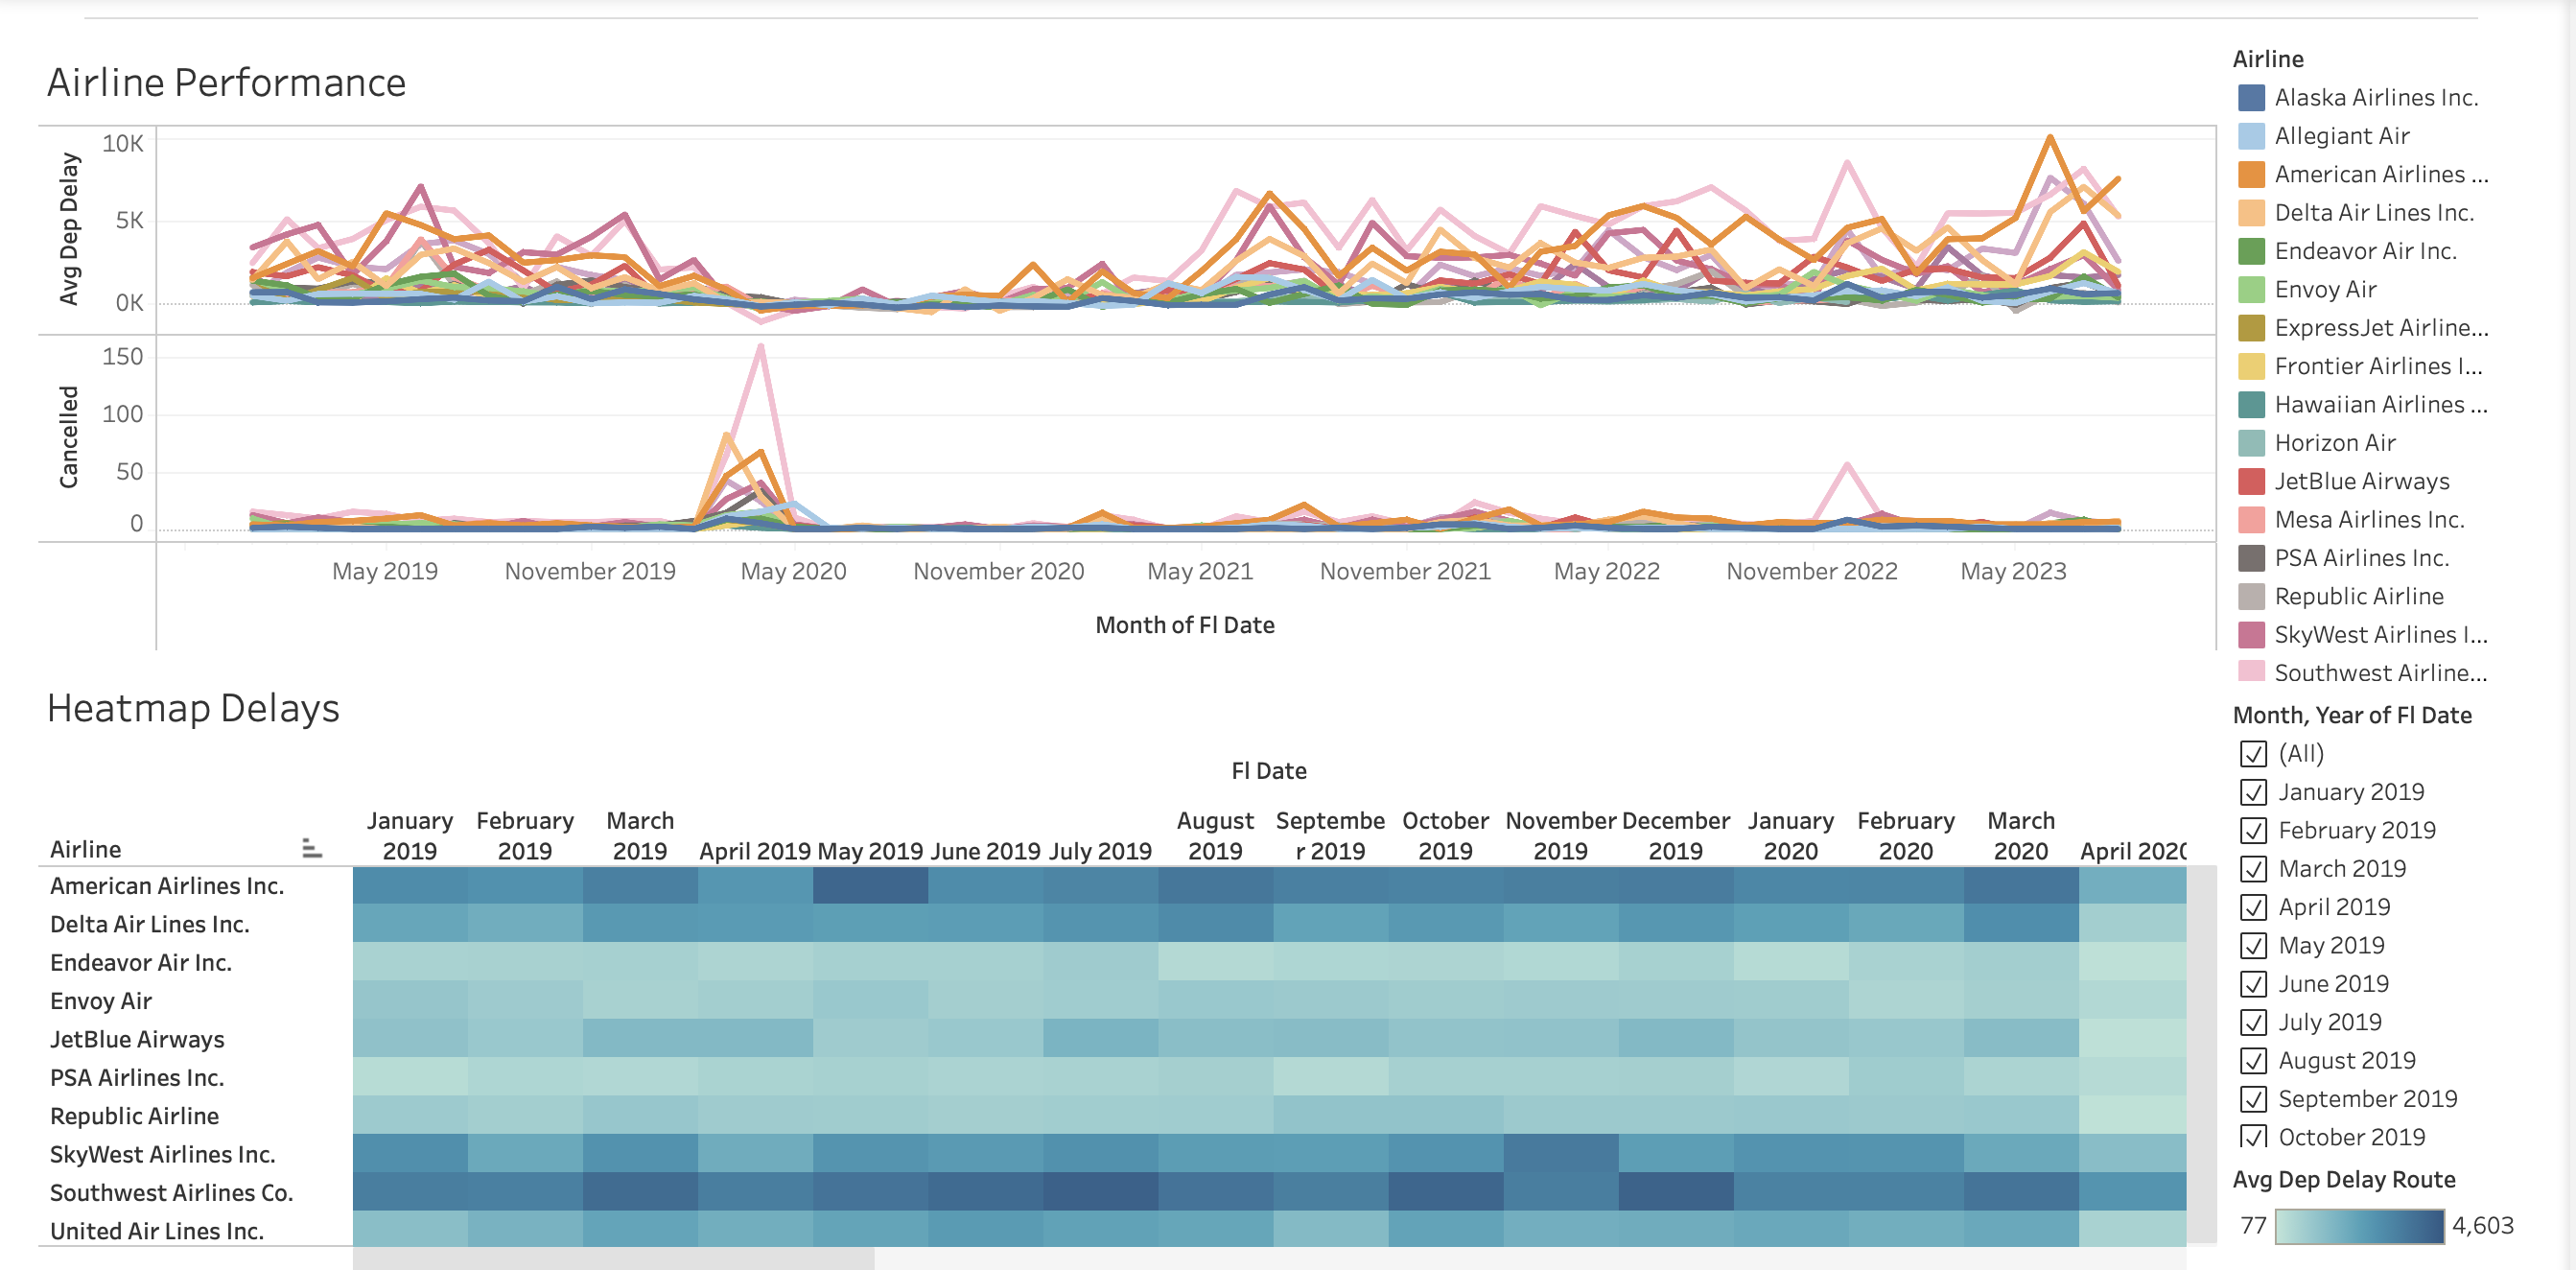 Airline Performance
Avg Dep Delay
10K
5K
0K
Cancelled
150
100
50
0
May 2019
November 2019
May 2020
November 2020
May 2021
November 2021
May 2022
November 2022
May 2023
Month of Fl Date
Airline
Alaska Airlines Inc.
Allegiant Air
American Airlines ...
Delta Air Lines Inc.
Endeavor Air Inc.
Envoy Air
ExpressJet Airline...
Frontier Airlines I...
Hawaiian Airlines ...
Horizon Air
JetBlue Airways
Mesa Airlines Inc.
PSA Airlines Inc.
Republic Airline
SkyWest Airlines I...
Southwest Airline...
Heatmap Delays
Fl Date
January February March August Septembe October November December January February March
Airline 2019 2019 2019 April 2019 May 2019 June 2019 July 2019 2019 r 2019 2019 2019 2019 2020 2020 2020 April 2020
American Airlines Inc.
Delta Air Lines Inc.
Endeavor Air Inc.
Envoy Air
JetBlue Airways
PSA Airlines Inc.
Republic Airline
SkyWest Airlines Inc.
Southwest Airlines Co.
United Air Lines Inc.
Month, Year of Fl Date
(All)
January 2019
February 2019
March 2019
April 2019
May 2019
June 2019
July 2019
August 2019
September 2019
October 2019
Avg Dep Delay Route
77 4,603